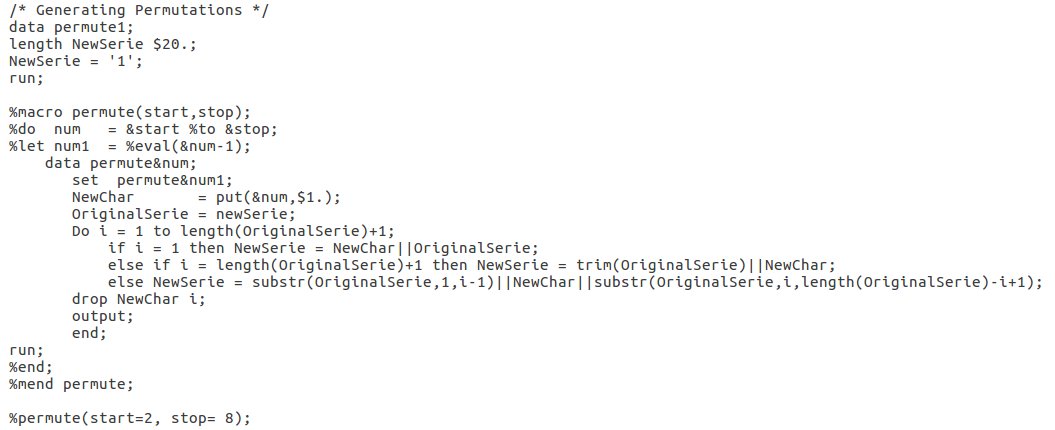 /* Generating Permutations */
data permute1;
length NewSerie $20.;
NewSerie = '1';
run;

%macro permute(start,stop);
%do  num   = &start %to &stop;
%let num1  = %eval(&num-1);
    data permute&num;
       set  permute&num1;
       NewChar       = put(&num,$1.);
       OriginalSerie = newSerie;
       Do i = 1 to length(OriginalSerie)+1;
           if i = 1 then NewSerie = NewChar||OriginalSerie;
           else if i = length(OriginalSerie)+1 then NewSerie = trim(OriginalSerie)||NewChar;
           else NewSerie = substr(OriginalSerie,1,i-1)||NewChar||substr(OriginalSerie,i,length(OriginalSerie)-i+1);
       drop NewChar i;
       output;
       end;
run;
%end;
%mend permute;

%permute(start=2, stop= 8);